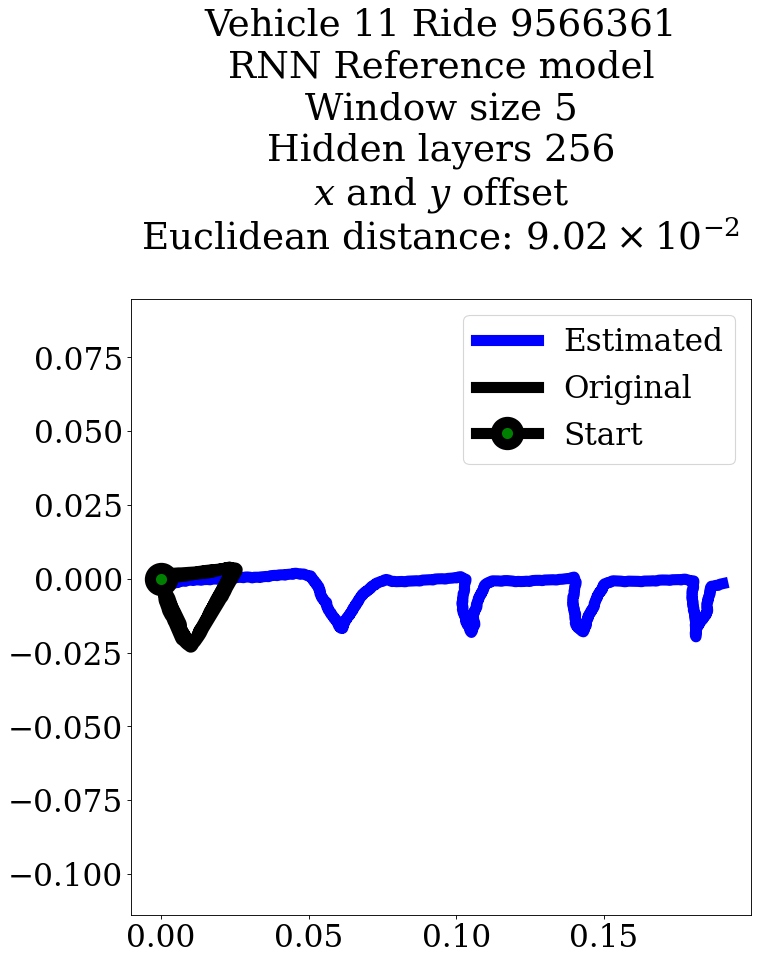 Vehicle 11 Ride 9566361
RNN Reference model
Window size 5
Hidden layers 256
x and y offset
Euclidean distance: 9.02 × 10⁻²
Estimated
Original
Start
0.075
0.050
0.025
0.000
−0.025
−0.050
−0.075
−0.100
0.00 0.05 0.10 0.15